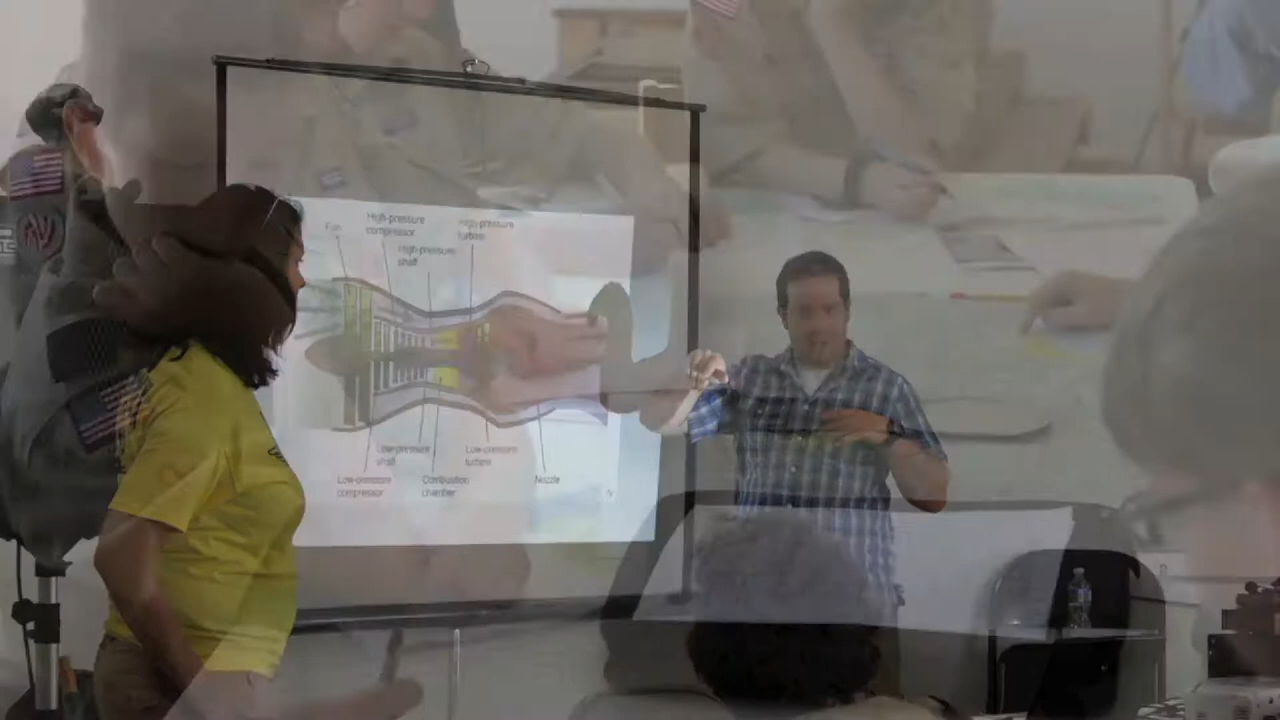 Fan
High-pressure
compressor
High-pressure
turbine
High-pressure
shaft
Low-pressure
shaft
Low-pressure
turbine
Low-pressure
compressor
Combustion
chamber
Nozzle